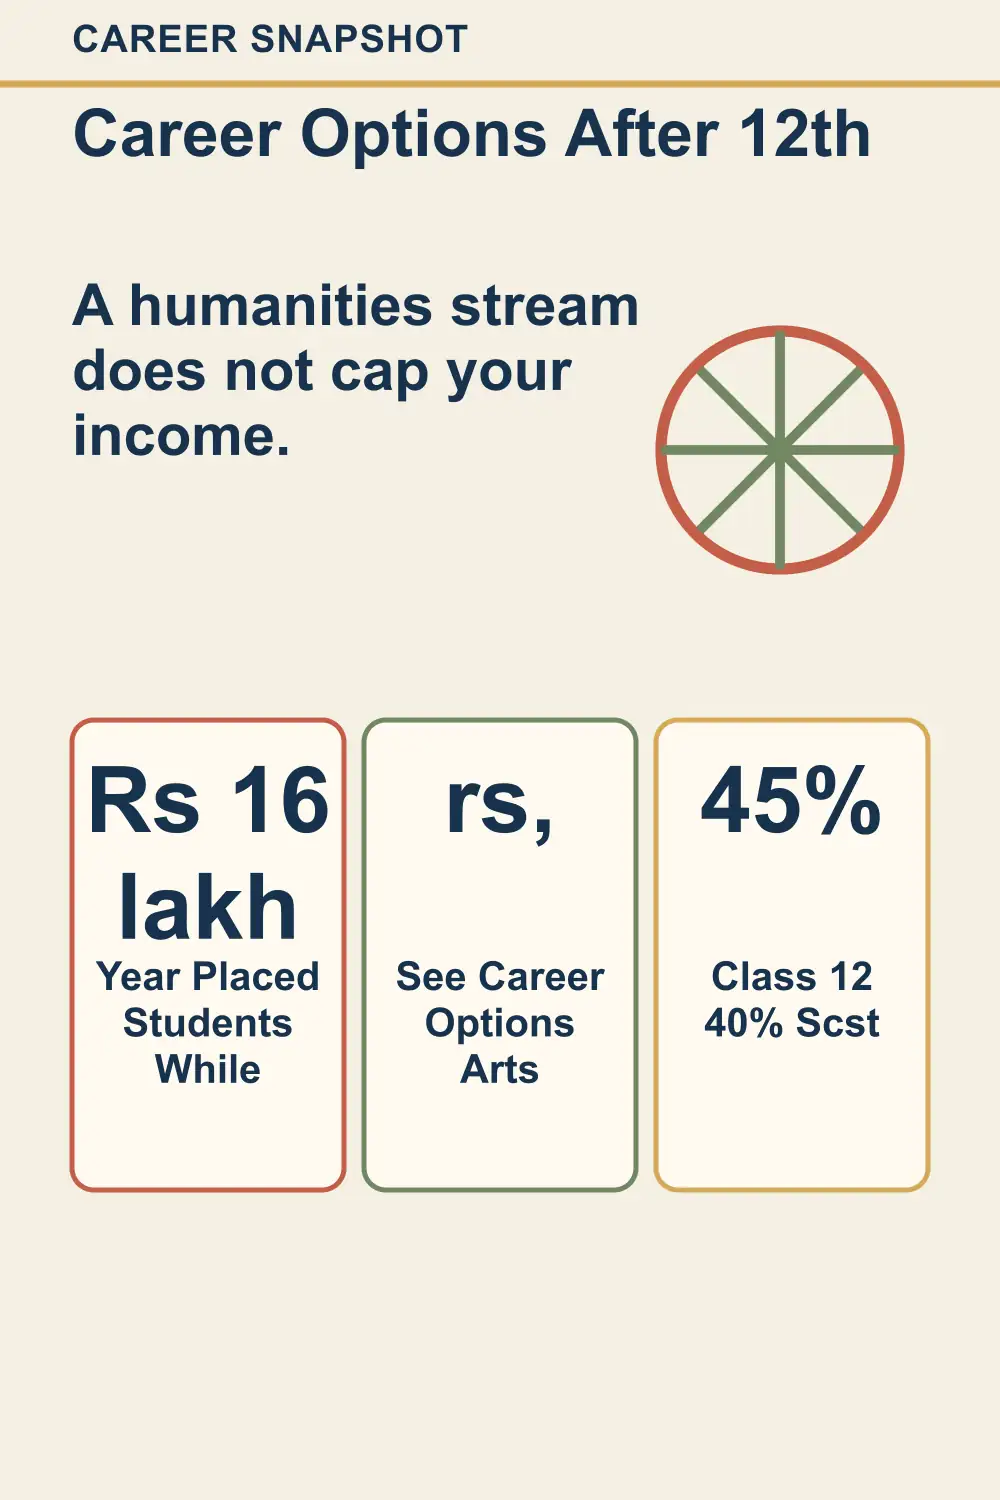 CAREER SNAPSHOT
Career Options After 12th
A humanities stream
does not cap your
income.
Rs 16
lakh
Year Placed
Students
While
rs,
See Career
Options
Arts
45%
Class 12
40% Scst